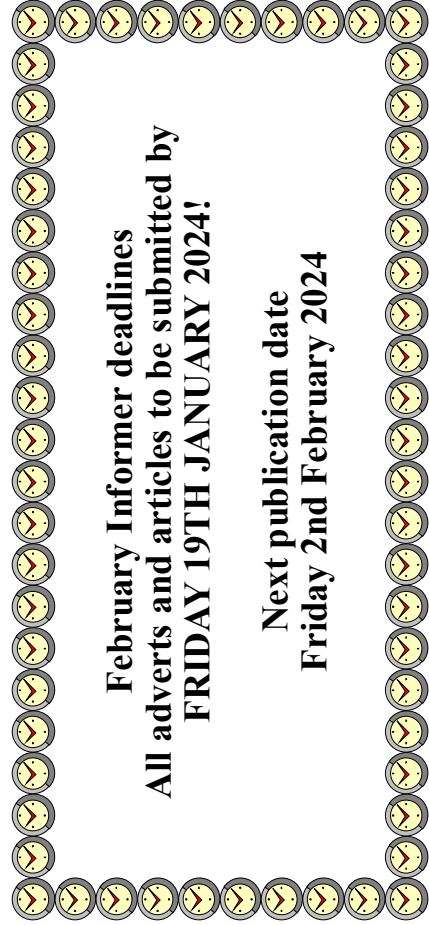 February Informer deadlines
All adverts and articles to be submitted by
FRIDAY 19TH JANUARY 2024!
Next publication date
Friday 2nd February 2024